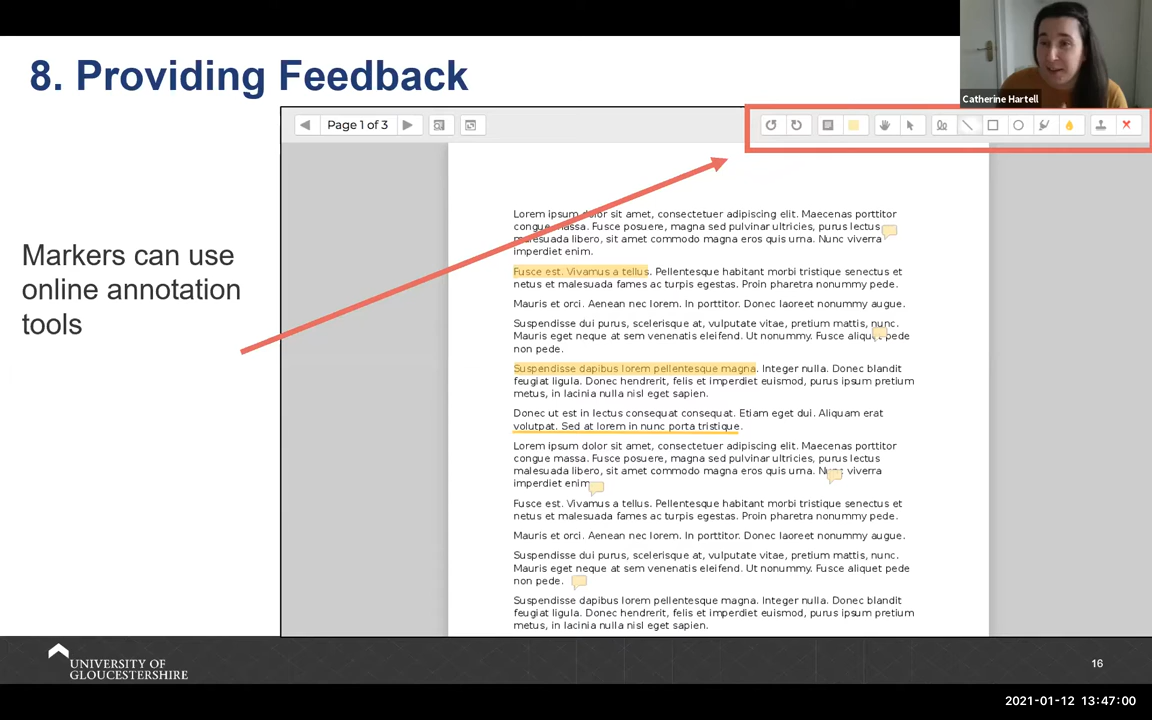 8. Providing Feedback
Catherine Hartell
Page 1 of 3
Markers can use
online annotation
tools
Lorem ipsum dolor sit amet, consectetuer adipiscing elit. Maecenas porttitor
congue massa. Fusce posuere, magna sed pulvinar ultricies, purus lectus
malesuada libero, sit amet commodo magna eros quis urna. Nunc viverra
imperdiet enim.
Fusce est. Vivamus a tellus. Pellentesque habitant morbi tristique senectus et
netus et malesuada fames ac turpis egestas. Proin pharetra nonummy pede.
Mauris et orci. Aenean nec lorem. In porttitor. Donec laoreet nonummy augue.
Suspendisse dui purus, scelerisque at, vulputate vitae, pretium mattis, nunc.
Mauris eget neque at sem venenatis eleifend. Ut nonummy. Fusce aliquet pede
non pede.
Suspendisse dapibus lorem pellentesque magna. Integer nulla. Donec blandit
feugiat ligula. Donec hendrerit, felis et imperdiet euismod, purus ipsum pretium
metus, in lacinia nulla nisl eget sapien.
Donec ut est in lectus consequat consequat. Etiam eget dui. Aliquam erat
volutpat. Sed at lorem in nunc porta tristique.
Lorem ipsum dolor sit amet, consectetuer adipiscing elit. Maecenas porttitor
congue massa. Fusce posuere, magna sed pulvinar ultricies, purus lectus
malesuada libero, sit amet commodo magna eros quis urna. Nunc viverra
imperdiet enim.
Fusce est. Vivamus a tellus. Pellentesque habitant morbi tristique senectus et
netus et malesuada fames ac turpis egestas. Proin pharetra nonummy pede.
Mauris et orci. Aenean nec lorem. In porttitor. Donec laoreet nonummy augue.
Suspendisse dui purus, scelerisque at, vulputate vitae, pretium mattis, nunc.
Mauris eget neque at sem venenatis eleifend. Ut nonummy. Fusce aliquet pede
non pede.
Suspendisse dapibus lorem pellentesque magna. Integer nulla. Donec blandit
feugiat ligula. Donec hendrerit, felis et imperdiet euismod, purus ipsum pretium
metus, in lacinia nulla nisl eget sapien.
UNIVERSITY OF
GLOUCESTERSHIRE
16
2021-01-12 13:47:00